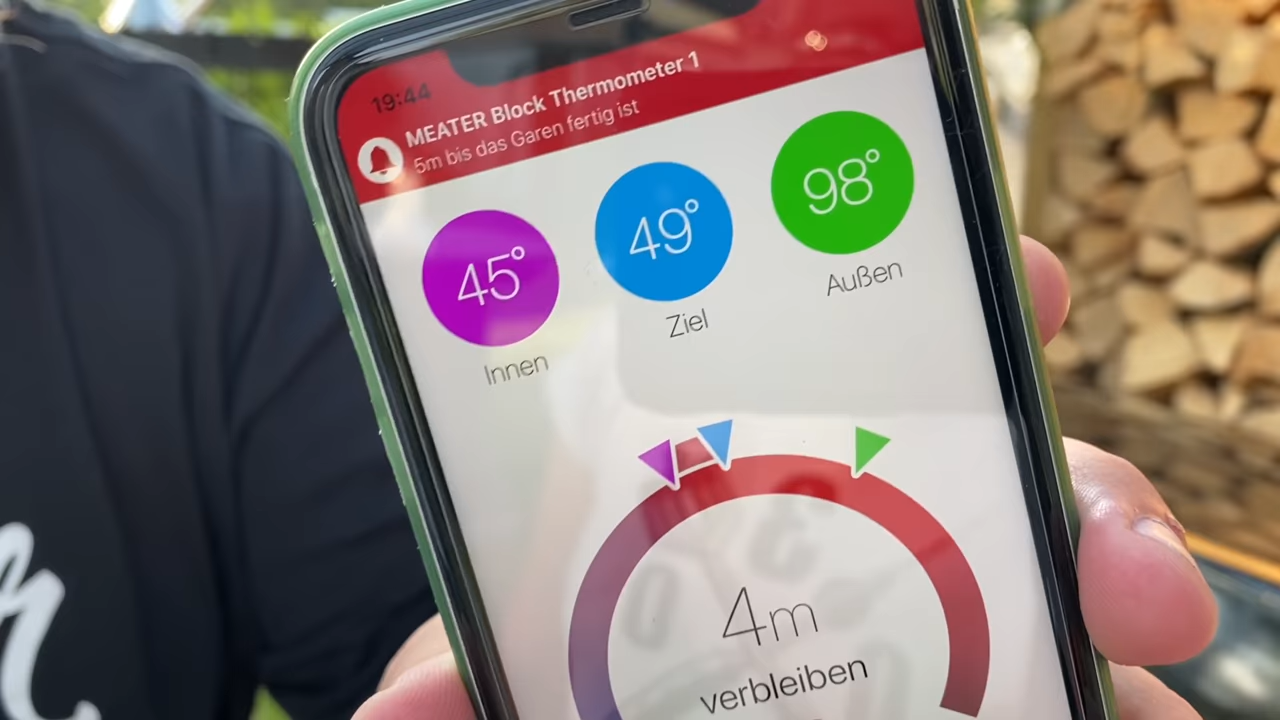 19:44
MEATER Block Thermometer 1
5m bis das Garen fertig ist
45°
Innen
49°
Ziel
98°
Außen
4m
verbleiben